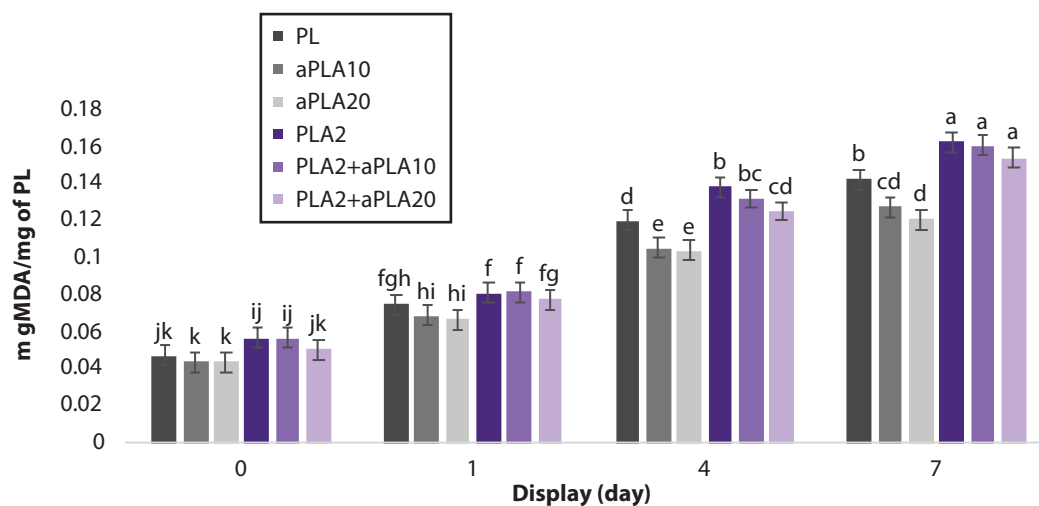 PL
aPLA10
aPLA20
PLA2
PLA2+aPLA10
PLA2+aPLA20
m gMDA/mg of PL
0.18
0.16
0.14
0.12
0.1
0.08
0.06
0.04
0.02
0
jk k k ij ij jk
fgh hi hi f f fg
d e e b bc cd
b cd d a a a
0 1 4 7
Display (day)